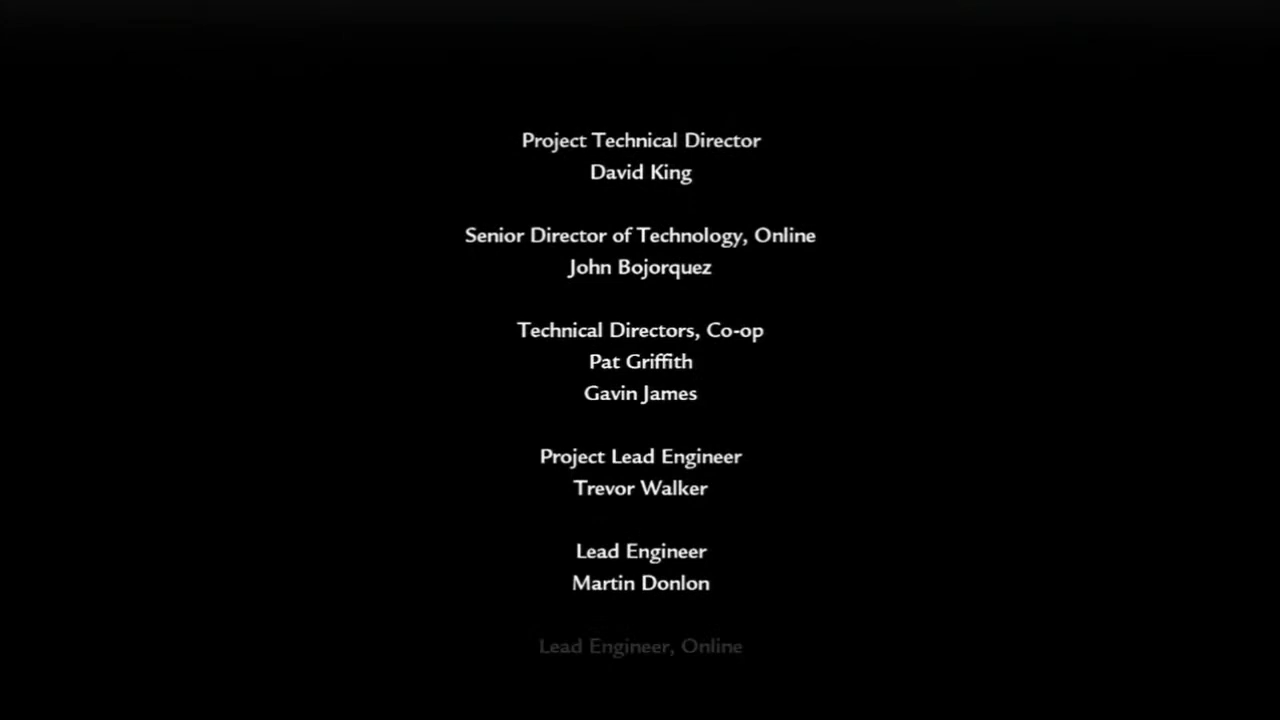 Project Technical Director
David King
Senior Director of Technology, Online
John Bojorquez
Technical Directors, Co-op
Pat Griffith
Gavin James
Project Lead Engineer
Trevor Walker
Lead Engineer
Martin Donlon
Lead Engineer, Online